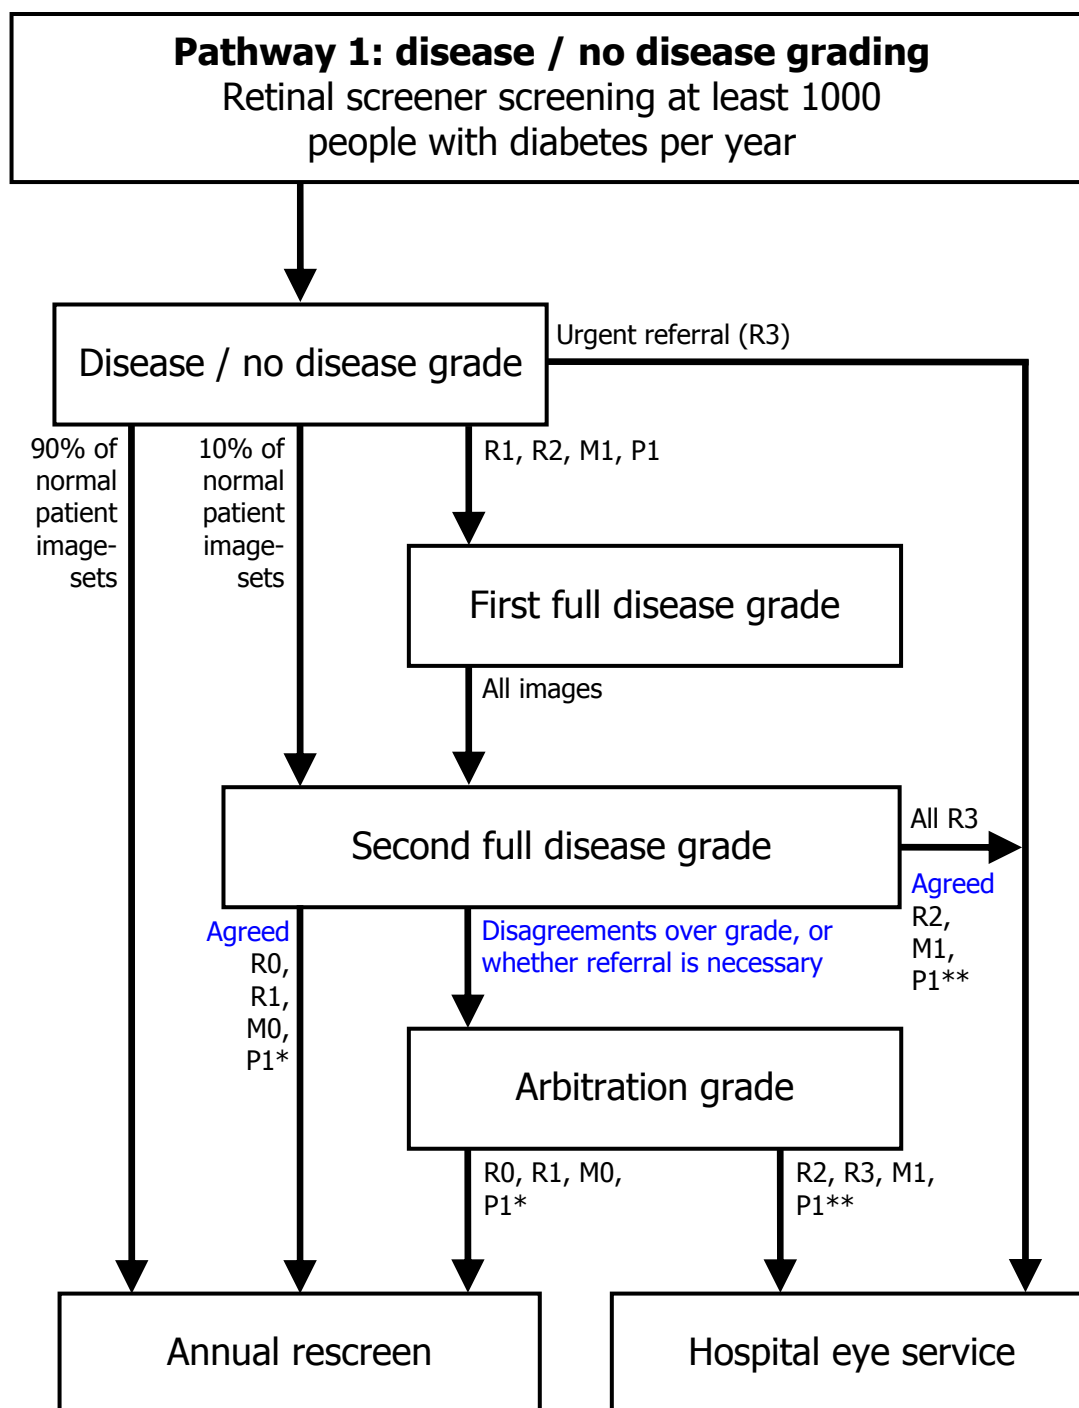 Pathway 1: disease / no disease grading
Retinal screener screening at least 1000
people with diabetes per year
Disease / no disease grade
Urgent referral (R3)
90% of
normal
patient
image-
sets
10% of
normal
patient
image-
sets
R1, R2, M1, P1
First full disease grade
All images
Second full disease grade
All R3
Agreed
R2,
M1,
P1**
Agreed
R0,
R1,
M0,
P1*
Disagreements over grade, or
whether referral is necessary
Arbitration grade
R0, R1, M0,
P1*
R2, R3, M1,
P1**
Annual rescreen
Hospital eye service